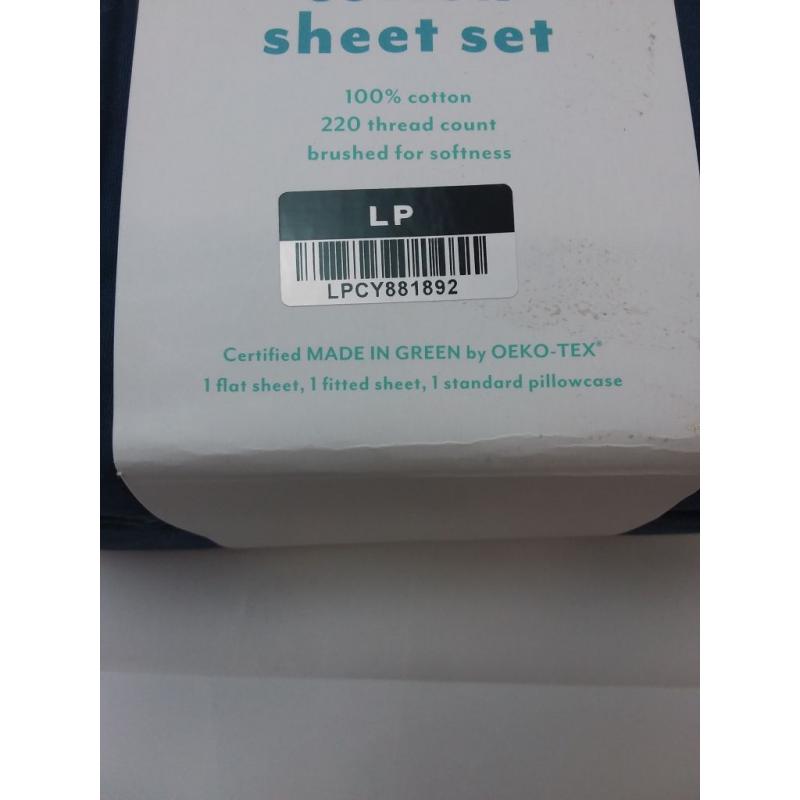 sheet set
100% cotton
220 thread count
brushed for softness
LP
LPCY881892
Certified MADE IN GREEN by OEKO-TEX®
1 flat sheet, 1 fitted sheet, 1 standard pillowcase